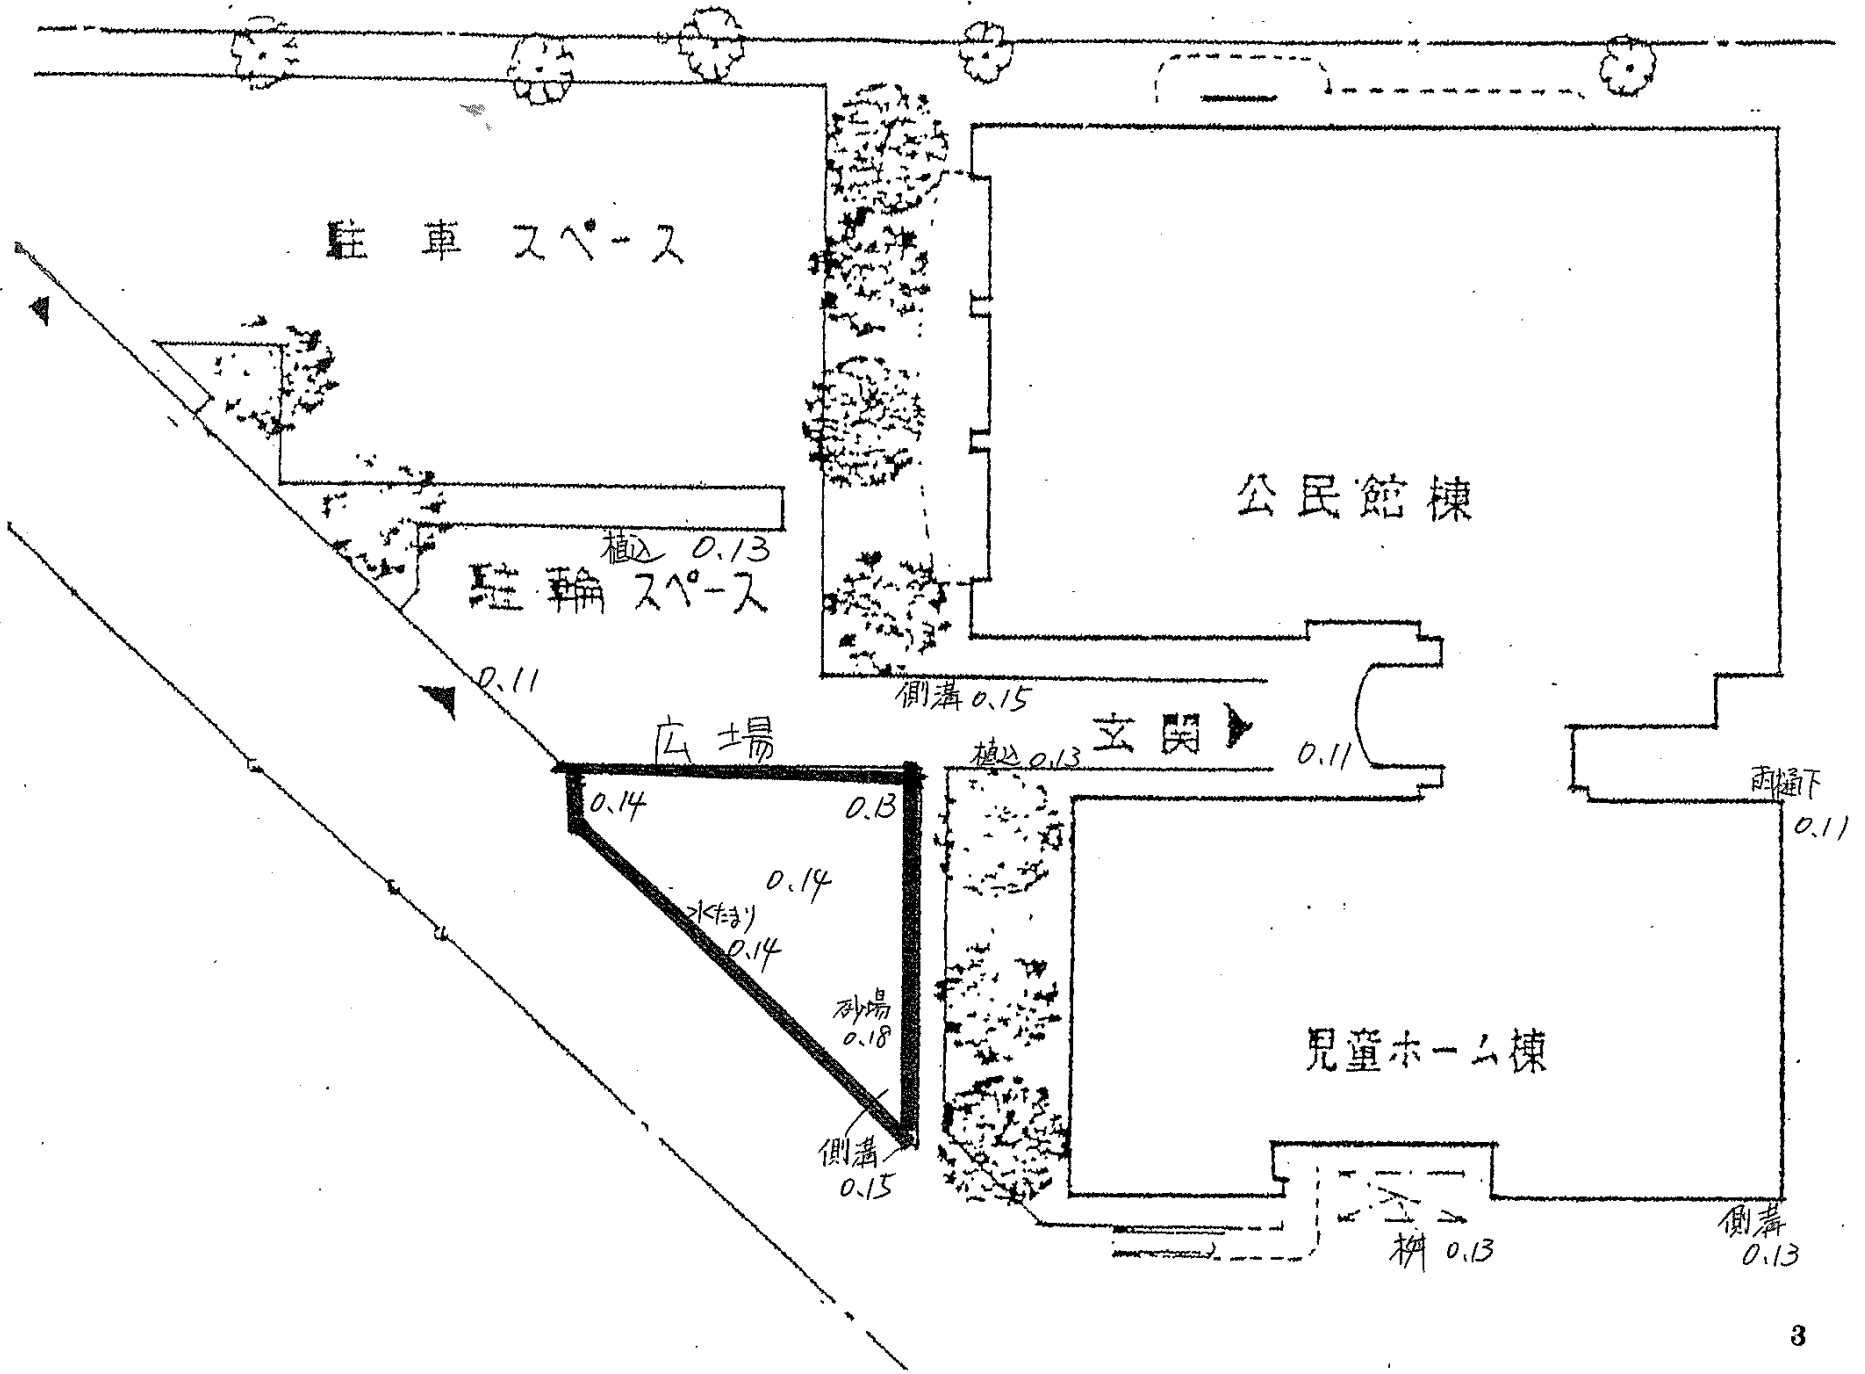 駐車スペース
公民館棟
植込 0.13
駐輪スペース
0.11
側溝 0.15
広場
玄関
植込 0.13
0.11
雨樋下
0.11
0.14
0.13
0.14
水たまり
0.14
砂場
0.18
児童ホーム棟
側溝
0.15
側溝
0.13
桝 0.13
3